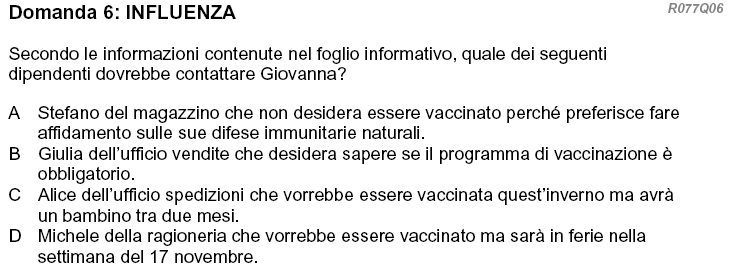 Domanda 6: INFLUENZA
R077Q06
Secondo le informazioni contenute nel foglio informativo, quale dei seguenti
dipendenti dovrebbe contattare Giovanna?
A Stefano del magazzino che non desidera essere vaccinato perché preferisce fare
affidamento sulle sue difese immunitarie naturali.
B Giulia dell'ufficio vendite che desidera sapere se il programma di vaccinazione è
obbligatorio.
C Alice dell'ufficio spedizioni che vorrebbe essere vaccinata quest'inverno ma avrà
un bambino tra due mesi.
D Michele della ragioneria che vorrebbe essere vaccinato ma sarà in ferie nella
settimana del 17 novembre.